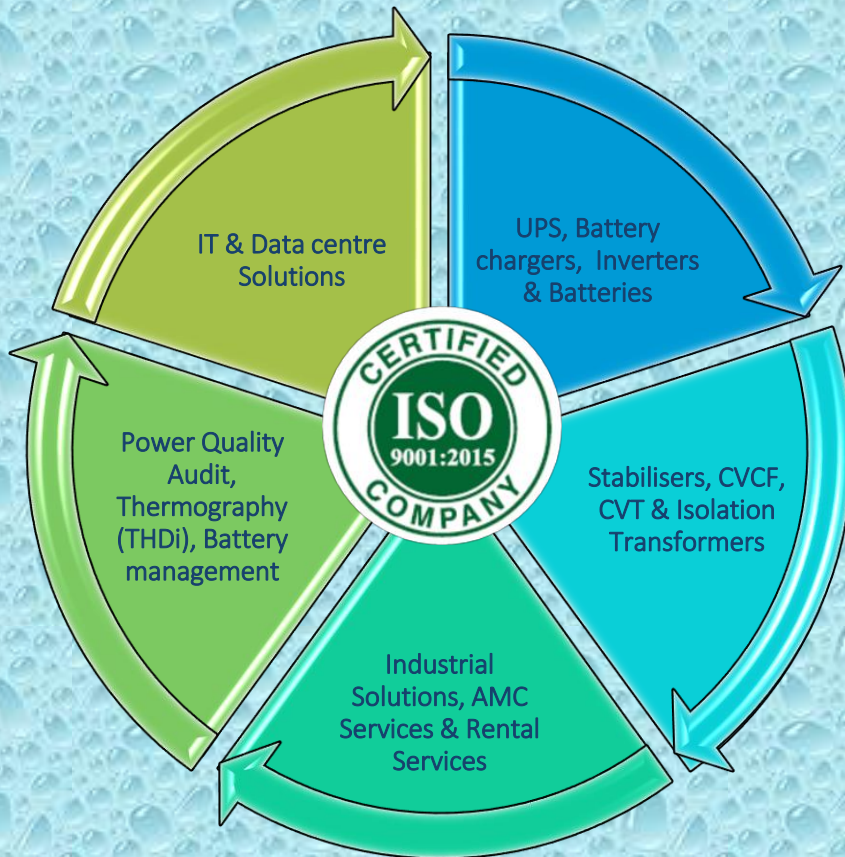 IT & Data centre
Solutions
UPS, Battery
chargers, Inverters
& Batteries
CERTIFIED
ISO
9001:2015
COMPANY
Power Quality
Audit,
Thermography
(THDi), Battery
management
Stabilisers, CVCF,
CVT & Isolation
Transformers
Industrial
Solutions, AMC
Services & Rental
Services